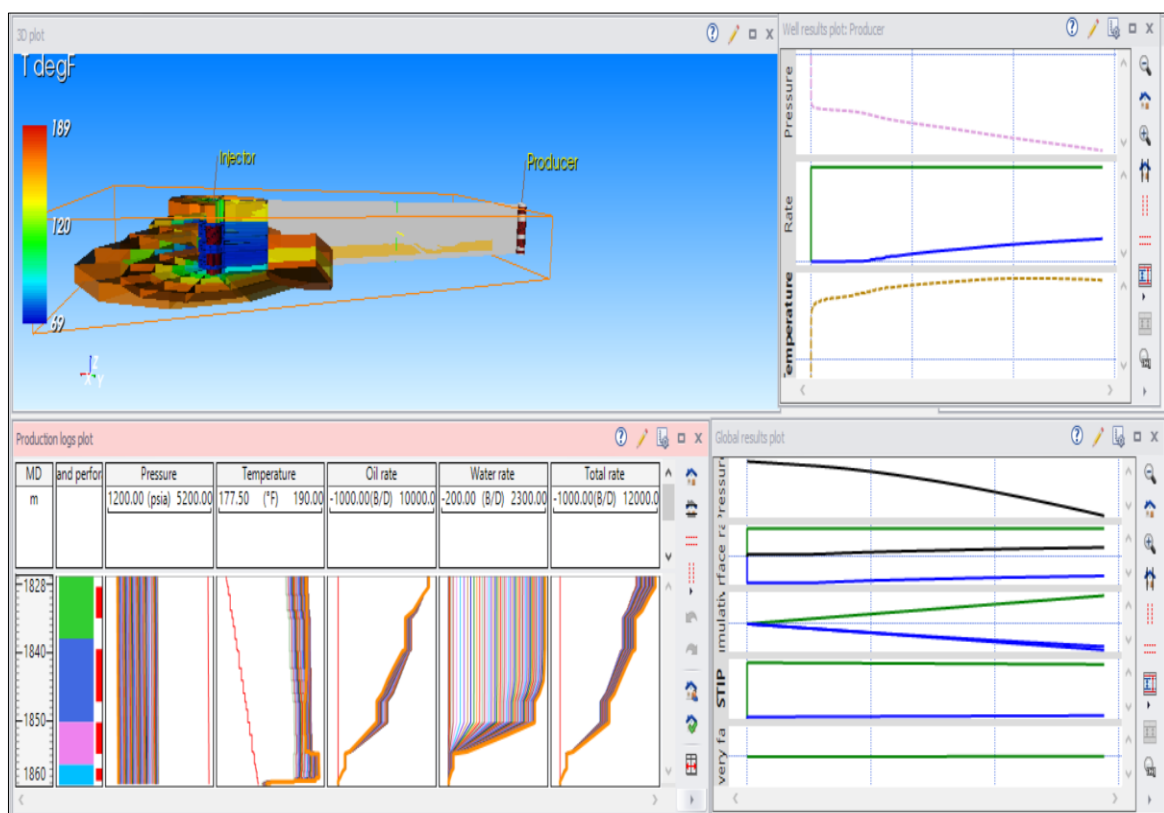 3D plot
T degF
189
120
69
Injector
Producer
Z
X
Y
Well results plot: Producer
Pressure
Rate
emperature
Production logs plot
MD
and perfor
Pressure
Temperature
Oil rate
Water rate
Total rate
m
1200.00 (psia) 5200.00
177.50 (°F) 190.00
-1000.00(B/D) 10000.0
-200.00 (B/D) 2300.00
-1000.00(B/D) 12000.0
1828
1840
1850
1860
Global results plot
Pressur
rface ra
mulativ
STIP
very fa